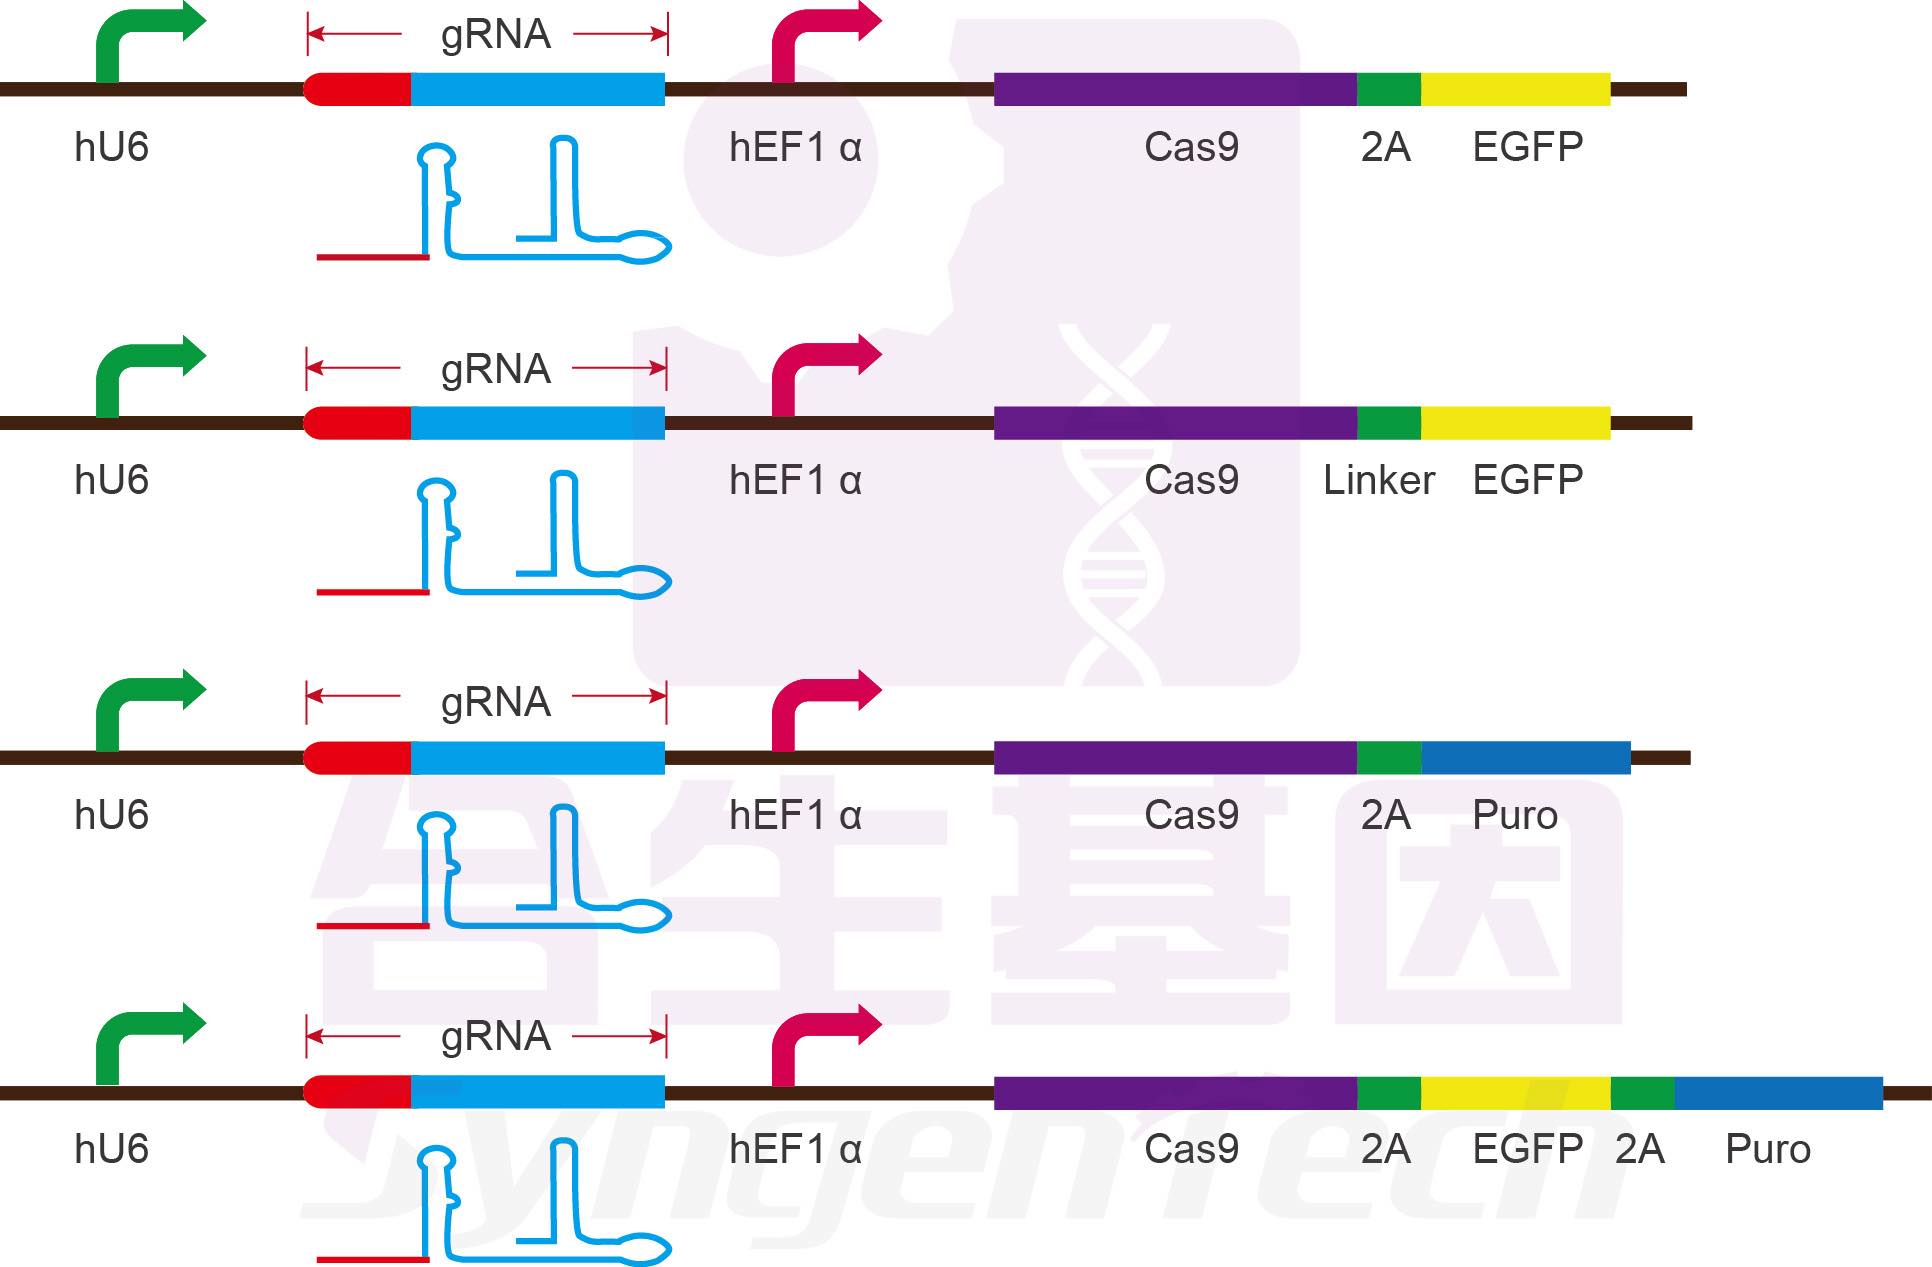 gRNA
hU6 hEF1 α Cas9 2A EGFP
gRNA
hU6 hEF1 α Cas9 Linker EGFP
gRNA
hU6 hEF1 α Cas9 2A Puro
合生基因
gRNA
hU6 hEF1 α Cas9 2A EGFP 2A Puro
SyngenTech